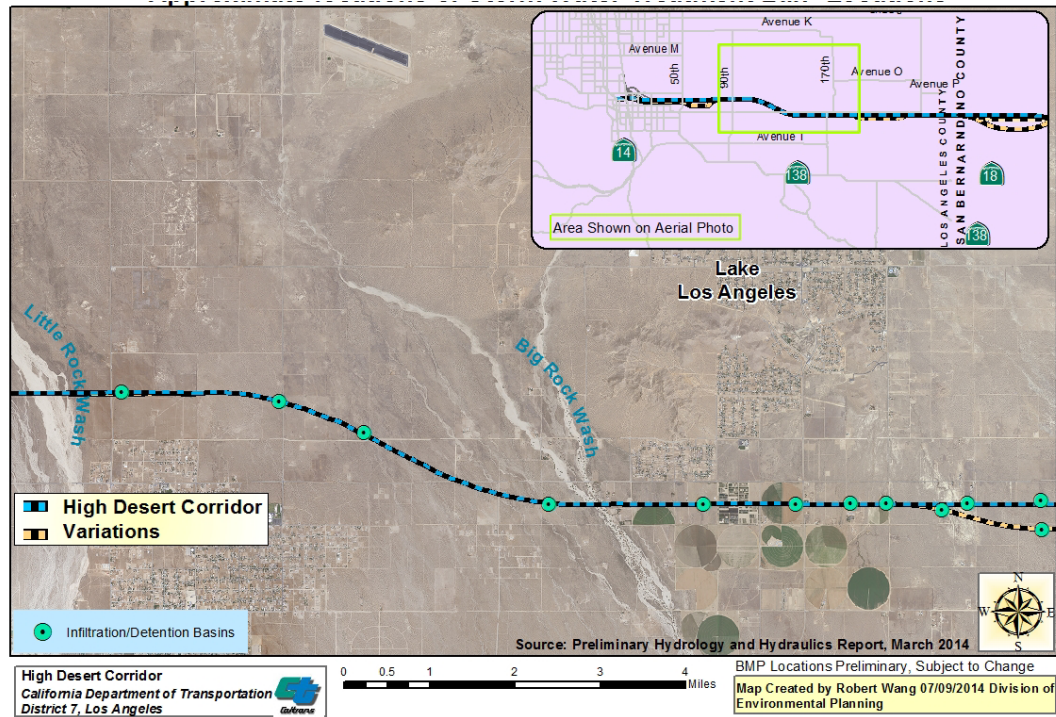 Avenue K
Avenue M
50th
90th
170th
Avenue O
Avenue P
Avenue T
LOS ANGELES COUNTY
SAN BERNARDINO COUNTY
14
138
18
138
Area Shown on Aerial Photo
Lake
Los Angeles
Little Rock Wash
Big Rock Wash
High Desert Corridor
Variations
Infiltration/Detention Basins
N
W
E
S
Source: Preliminary Hydrology and Hydraulics Report, March 2014
High Desert Corridor
California Department of Transportation
District 7, Los Angeles
Caltrans
0 0.5 1 2 3 4
Miles
BMP Locations Preliminary, Subject to Change
Map Created by Robert Wang 07/09/2014 Division of
Environmental Planning